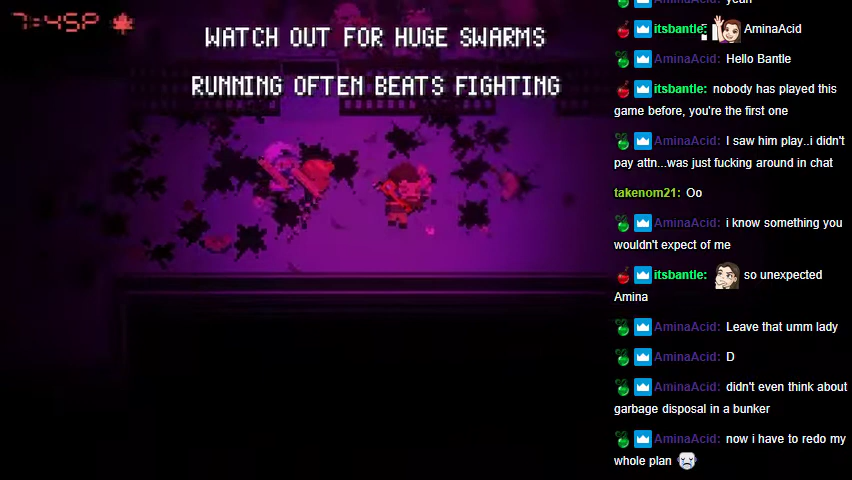 7:45P
WATCH OUT FOR HUGE SWARMS
RUNNING OFTEN BEATS FIGHTING
yeah
itsbantle: AminaAcid
AminaAcid: Hello Bantle
itsbantle: nobody has played this
game before, you're the first one
AminaAcid: I saw him play..i didn't
pay attn...was just fucking around in chat
takenom21: Oo
AminaAcid: i know something you
wouldn't expect of me
itsbantle: so unexpected
Amina
AminaAcid: Leave that umm lady
AminaAcid: D
AminaAcid: didn't even think about
garbage disposal in a bunker
AminaAcid: now i have to redo my
whole plan